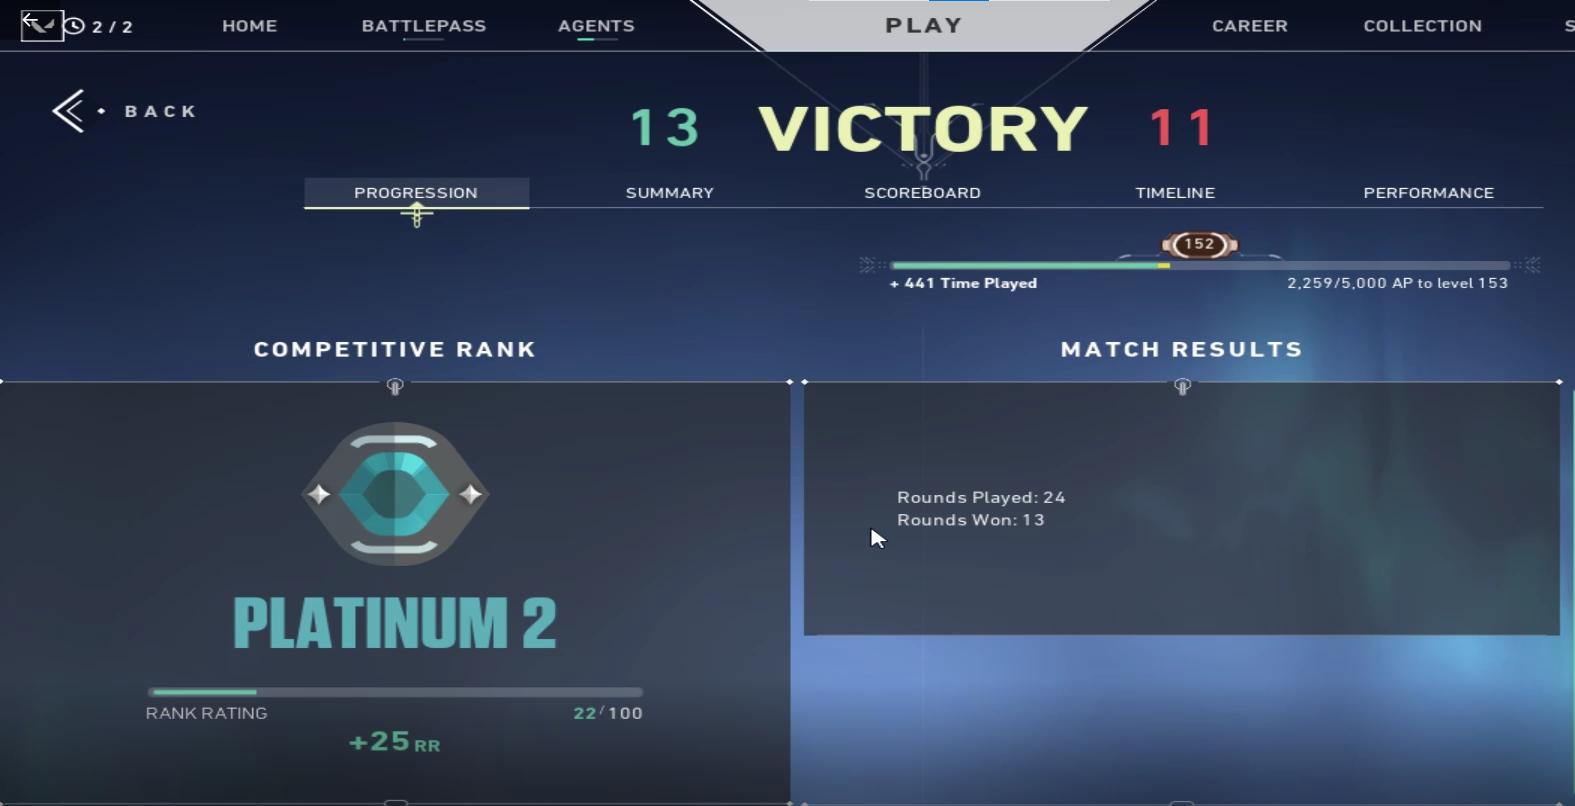 2 / 2 HOME BATTLEPASS AGENTS PLAY CAREER COLLECTION
BACK
13 VICTORY 11
PROGRESSION SUMMARY SCOREBOARD TIMELINE PERFORMANCE
152
+ 441 Time Played 2,259/5,000 AP to level 153
COMPETITIVE RANK MATCH RESULTS
Rounds Played: 24
Rounds Won: 13
PLATINUM 2
RANK RATING 22/100
+25 RR